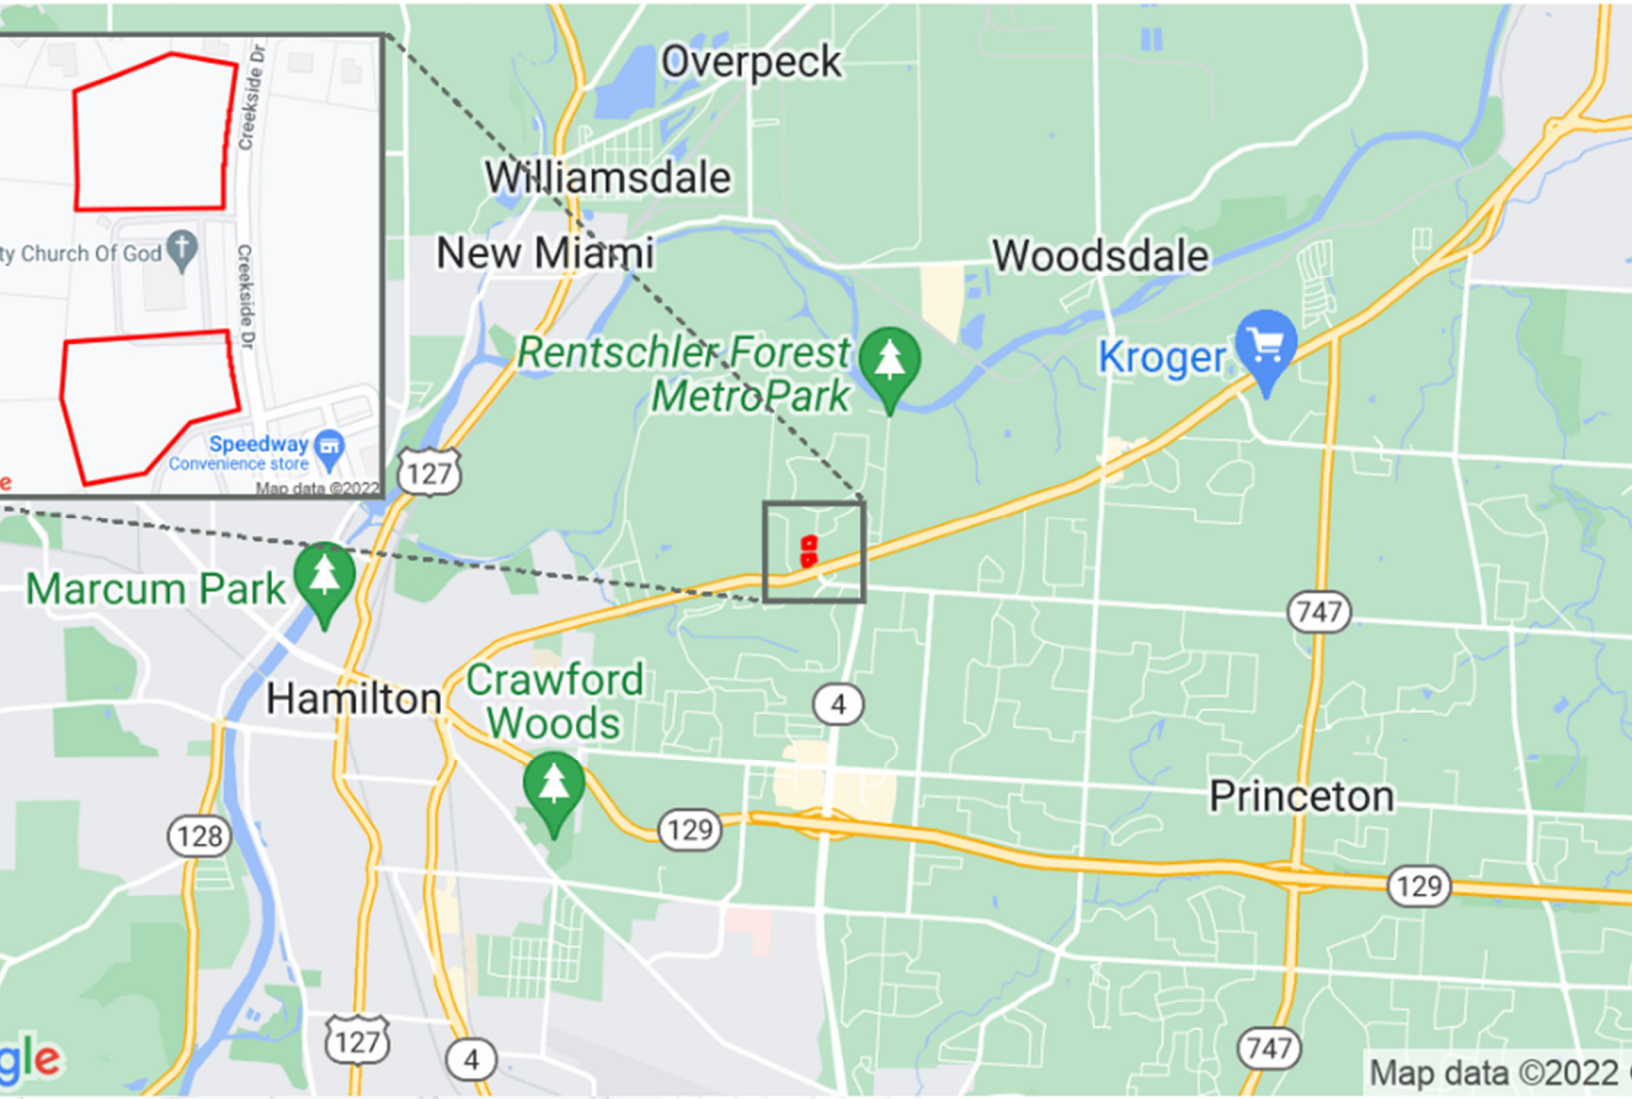 Overpeck
Creekside Dr
Williamsdale
ty Church Of God
Creekside Dr
New Miami
Woodsdale
Rentschler Forest
MetroPark
Kroger
Speedway
Convenience store
e
Map data ©2022
127
Marcum Park
747
Hamilton
Crawford
Woods
4
Princeton
128
129
129
127
4
747
gle
Map data ©2022